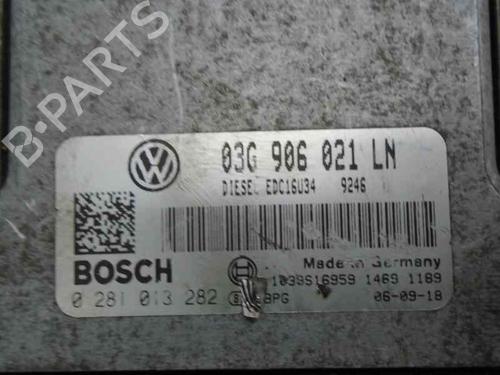 B-PARTS
03G 906 021 LN
DIESEL EDC16U34 9246
BOSCH
Made in Germany
1039S16959 1469 1189
0 281 013 282
BPG
06-09-18